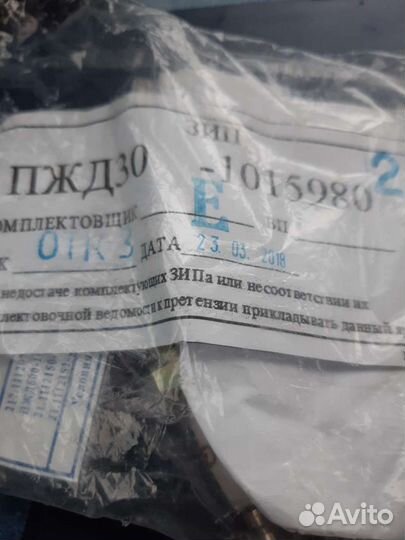 ЗИП
ПЖД30 -1015980 2
ОМПЛЕКТОВЩИК Е ВП
К ОТК 3 ДАТА 23. 03. 2018
недостаче комплектующих ЗИПа или несоответствии их
лектовочной ведомости к претензии прикладывать данный
Avito